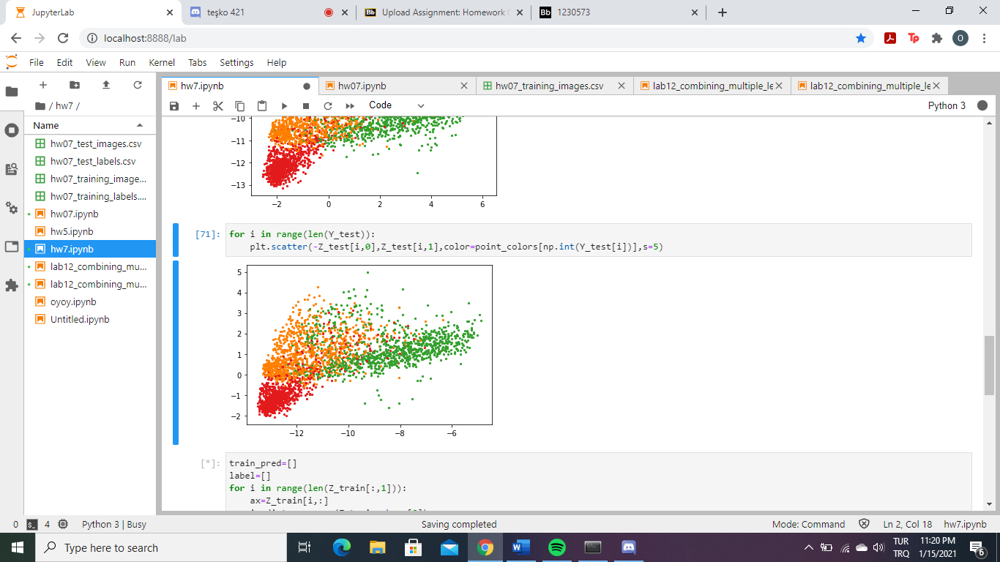 JupyterLab
teşko 421
Upload Assignment: Homework
1230573
localhost:8888/lab
File Edit View Run Kernel Tabs Settings Help
/ hw7 /
Name
hw07_test_images.csv
hw07_test_labels.csv
hw07_training_image...
hw07_training_labels....
hw07.ipynb
hw5.ipynb
hw7.ipynb
lab12_combining_mu...
lab12_combining_mu...
oyoy.ipynb
Untitled.ipynb
hw7.ipynb
hw07.ipynb
hw07_training_images.csv
lab12_combining_multiple_le
lab12_combining_multiple_le
Code
Python 3
−10
−11
−12
−13
−2 0 2 4 6
[71]:
for i in range(len(Y_test)):
plt.scatter(-Z_test[i,0],Z_test[i,1],color=point_colors[np.int(Y_test[i])],s=5)
5
4
3
2
1
0
−1
−2
−12 −10 −8 −6
[*]:
train_pred=[]
label=[]
for i in range(len(Z_train[:,1])):
ax=Z_train[i,:]
0 4 Python 3 | Busy
Saving completed
Mode: Command
Ln 2, Col 18 hw7.ipynb
Type here to search
TUR
TRQ
11:20 PM
1/15/2021
6